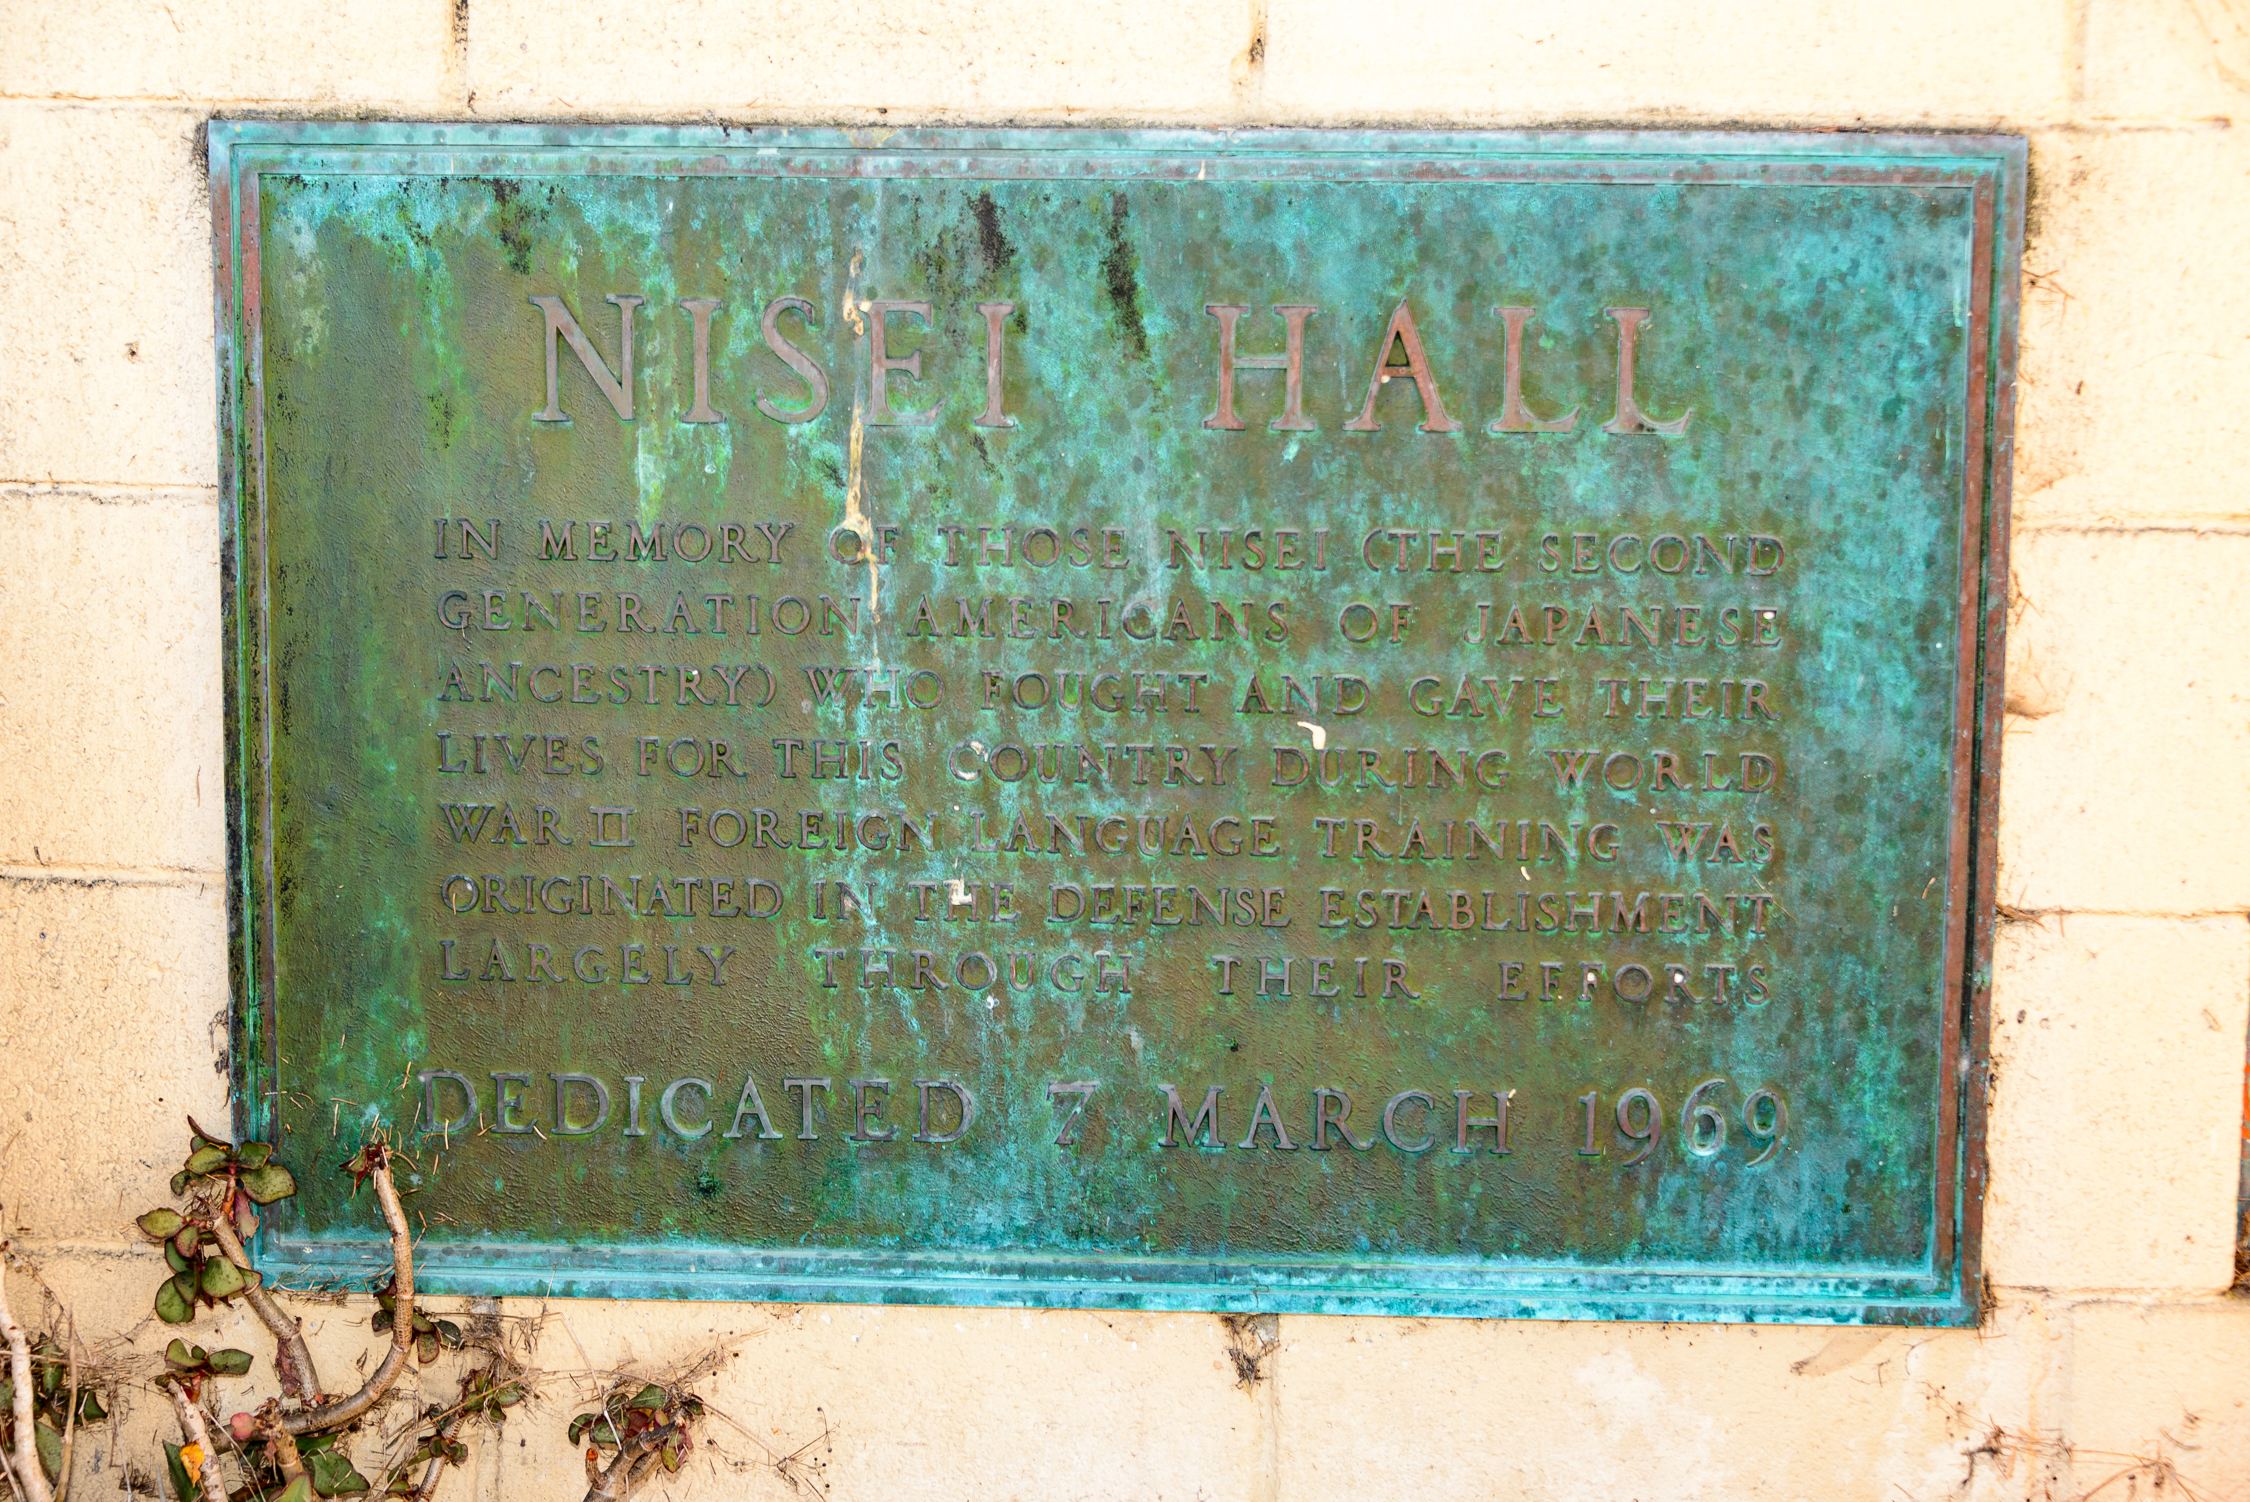 NISEI HALL
IN MEMORY OF THOSE NISEI (THE SECOND
GENERATION AMERICANS OF JAPANESE
ANCESTRY) WHO FOUGHT AND GAVE THEIR
LIVES FOR THIS COUNTRY DURING WORLD
WAR II FOREIGN LANGUAGE TRAINING WAS
ORIGINATED IN THE DEFENSE ESTABLISHMENT
LARGELY THROUGH THEIR EFFORTS
DEDICATED 7 MARCH 1969